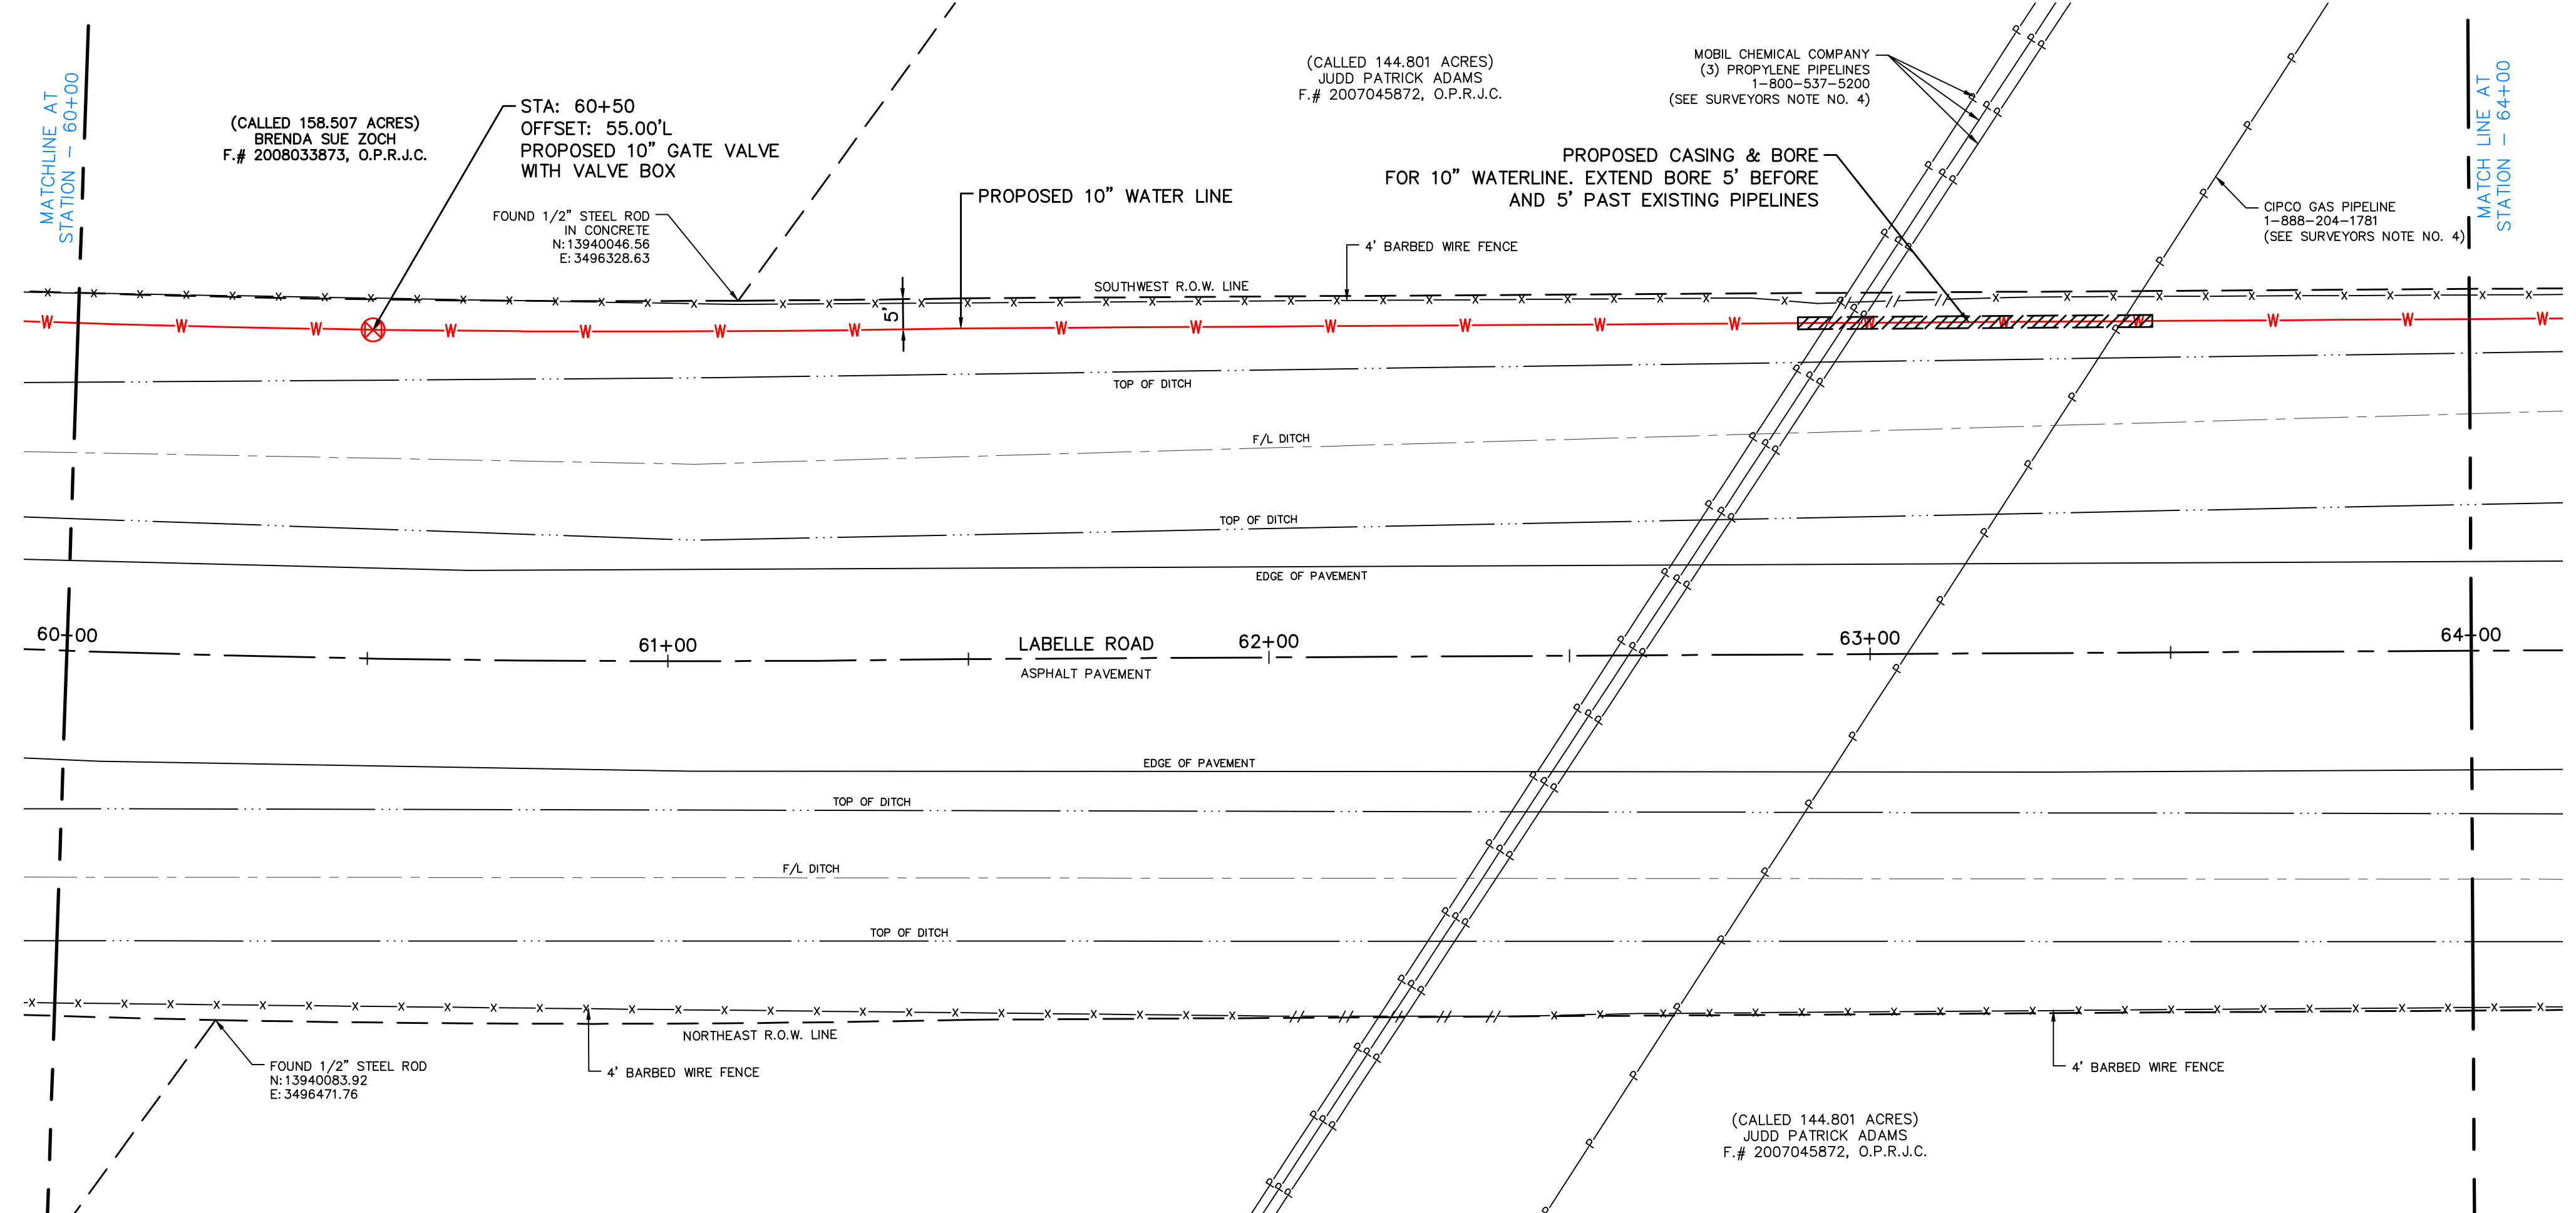 MATCHLINE AT
STATION - 60+00
(CALLED 158.507 ACRES)
BRENDA SUE ZOCH
F.# 2008033873, O.P.R.J.C.
STA: 60+50
OFFSET: 55.00'L
PROPOSED 10" GATE VALVE
WITH VALVE BOX
FOUND 1/2" STEEL ROD
IN CONCRETE
N:13940046.56
E:3496328.63
PROPOSED 10" WATER LINE
(CALLED 144.801 ACRES)
JUDD PATRICK ADAMS
F.# 2007045872, O.P.R.J.C.
MOBIL CHEMICAL COMPANY
(3) PROPYLENE PIPELINES
1-800-537-5200
(SEE SURVEYORS NOTE NO. 4)
PROPOSED CASING & BORE
FOR 10" WATERLINE. EXTEND BORE 5' BEFORE
AND 5' PAST EXISTING PIPELINES
4' BARBED WIRE FENCE
CIPCO GAS PIPELINE
1-888-204-1781
(SEE SURVEYORS NOTE NO. 4)
MATCH LINE AT
STATION - 64+00
SOUTHWEST R.O.W. LINE
5'
TOP OF DITCH
F/L DITCH
TOP OF DITCH
EDGE OF PAVEMENT
60+00
61+00
LABELLE ROAD
62+00
63+00
64+00
ASPHALT PAVEMENT
EDGE OF PAVEMENT
TOP OF DITCH
F/L DITCH
TOP OF DITCH
NORTHEAST R.O.W. LINE
FOUND 1/2" STEEL ROD
N:13940083.92
E:3496471.76
4' BARBED WIRE FENCE
4' BARBED WIRE FENCE
(CALLED 144.801 ACRES)
JUDD PATRICK ADAMS
F.# 2007045872, O.P.R.J.C.